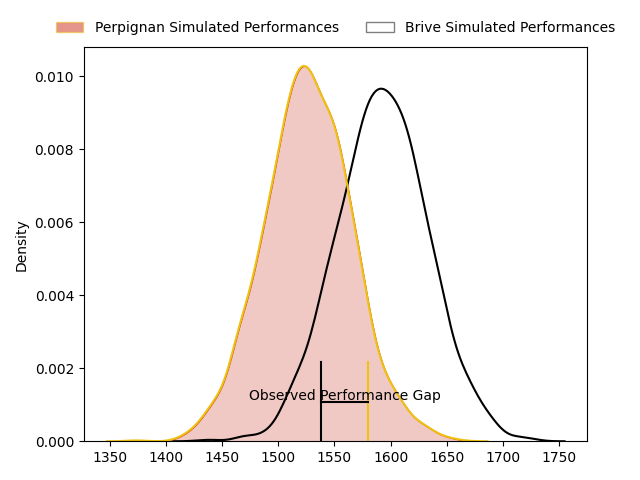 Perpignan Simulated Performances
Brive Simulated Performances
0.010
0.008
0.006
0.004
0.002
0.000
Density
Observed Performance Gap
1350 1400 1450 1500 1550 1600 1650 1700 1750